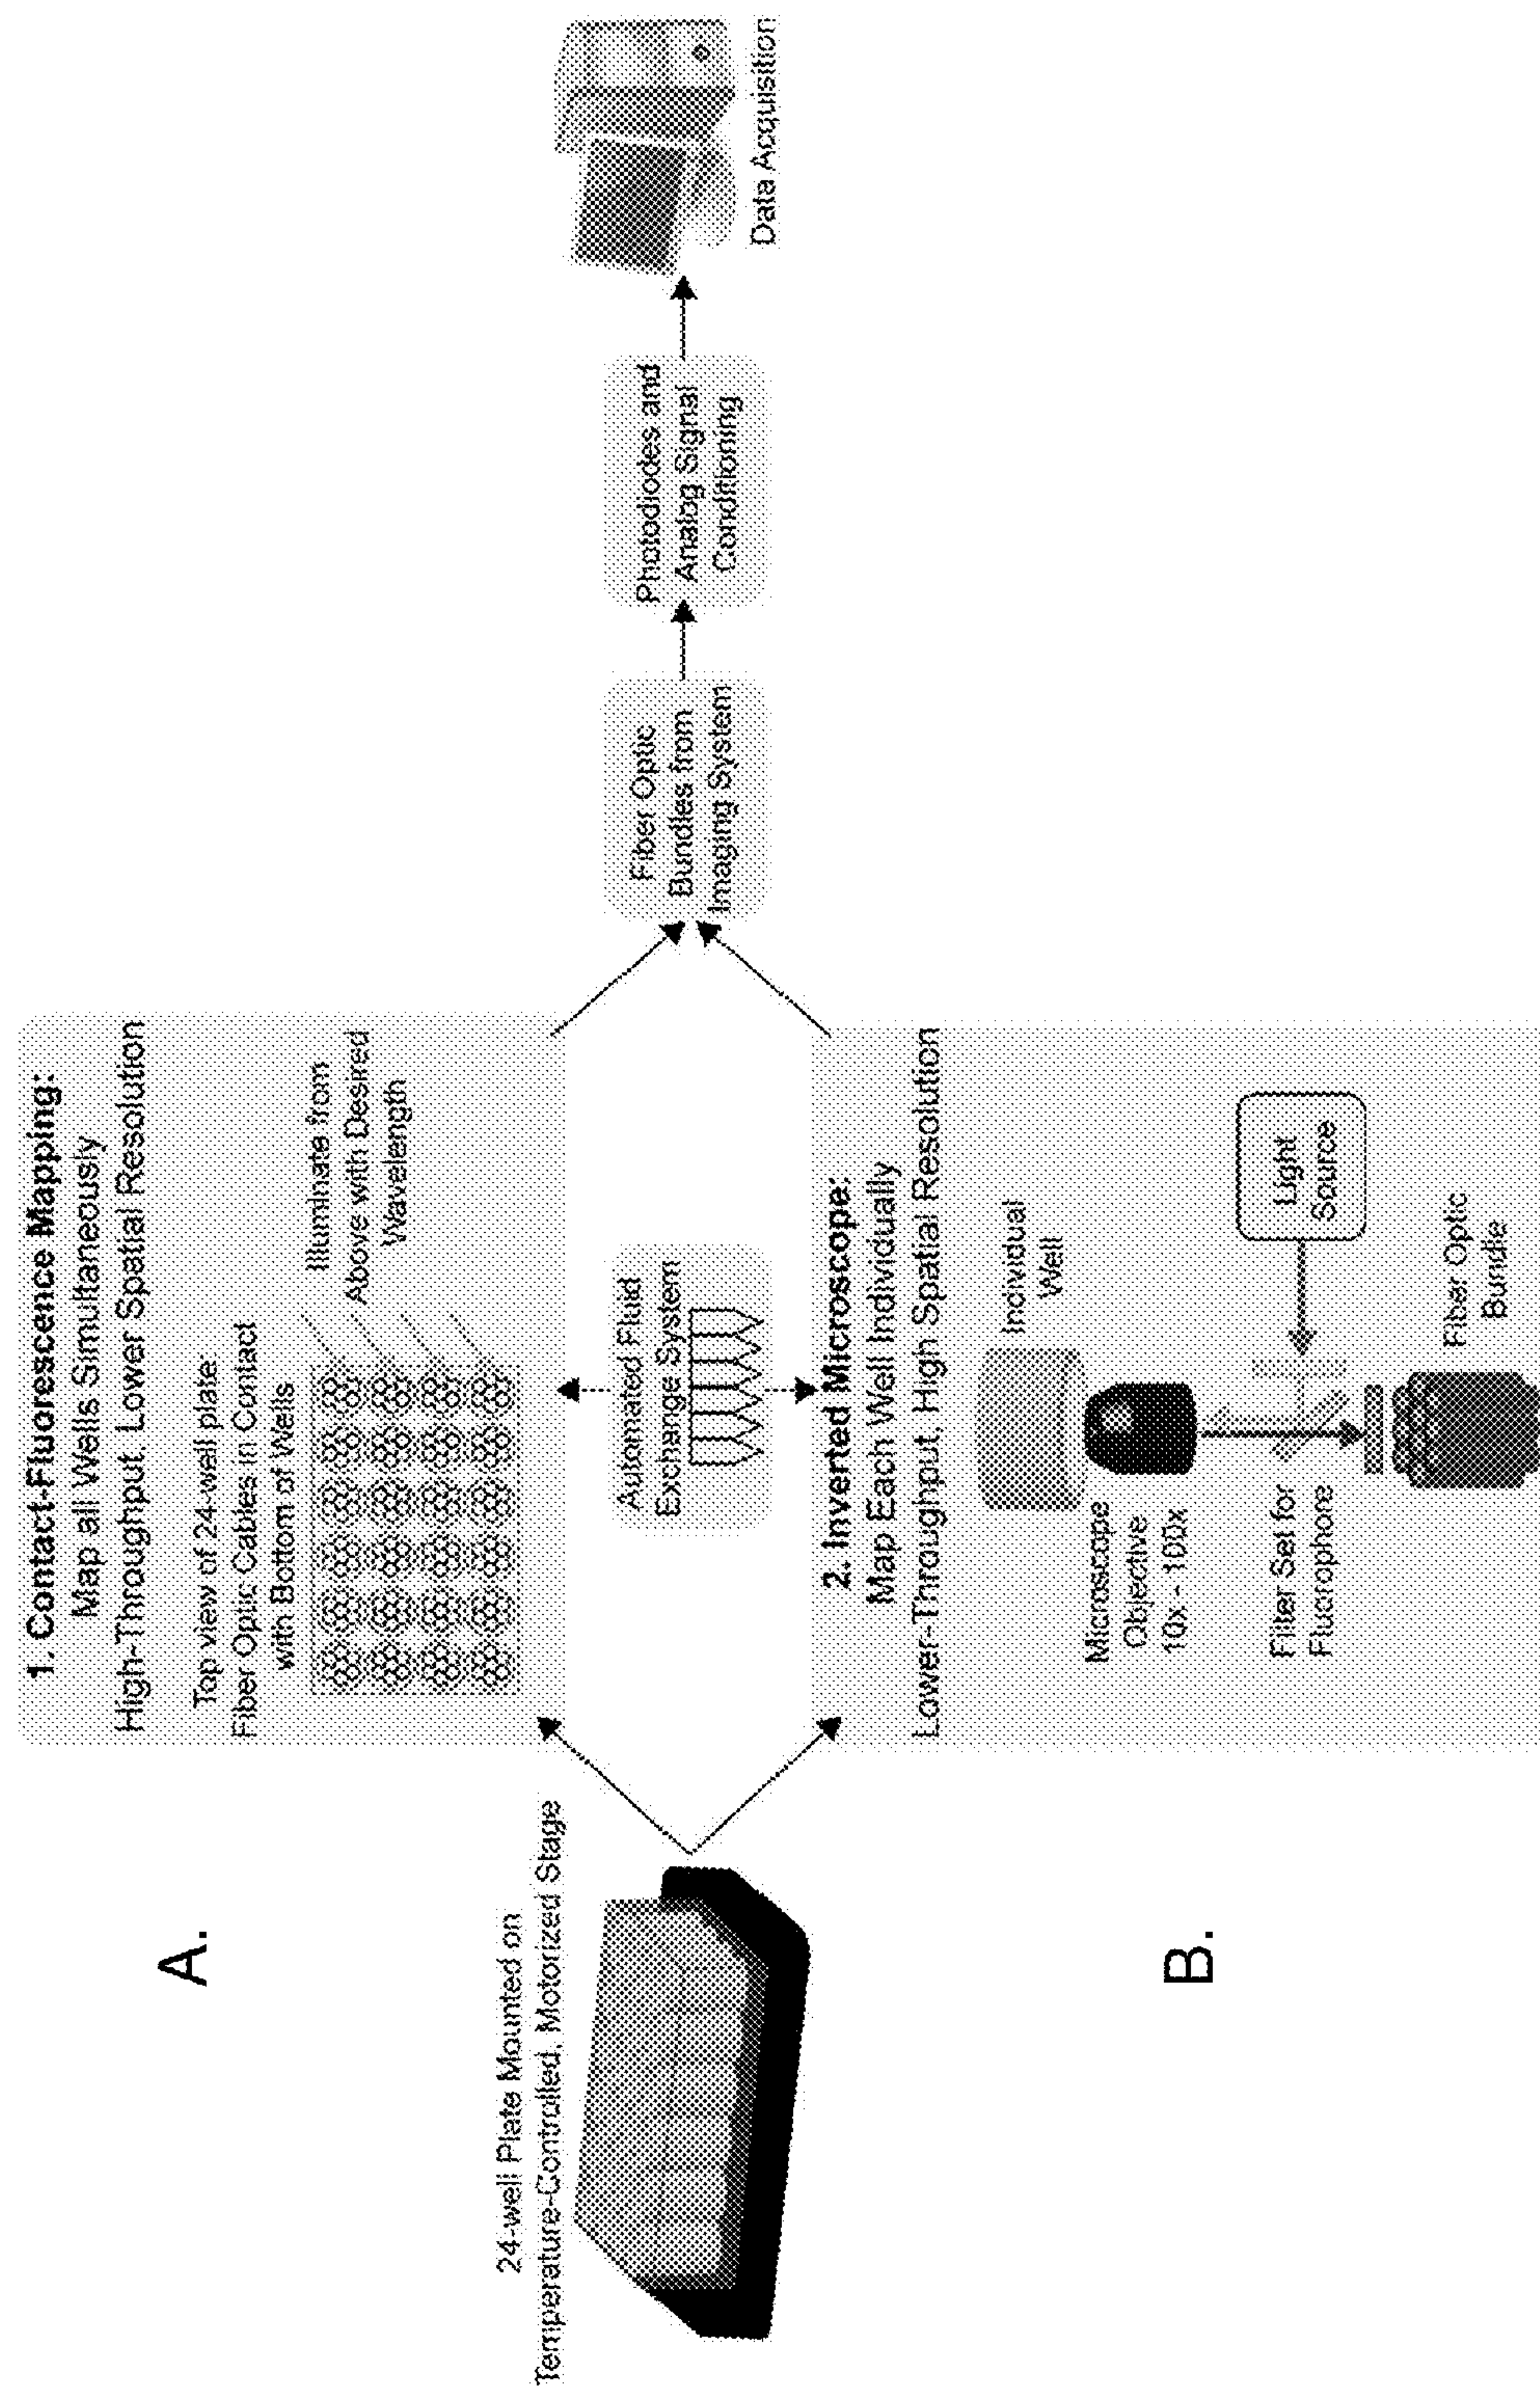 A.
24-well Plate Mounted on
Temperature-Controlled, Motorized Stage
1. Contact-Fluorescence Mapping:
Map all Wells Simultaneously
High-Throughput, Lower Spatial Resolution
Top view of 24-well plate:
Fiber Optic Cables in Contact
with Bottom of Wells
Illuminate from
Above with Desired
Wavelength
Automated Fluid
Exchange System
B.
2. Inverted Microscope:
Map Each Well Individually
Lower-Throughput, High Spatial Resolution
Individual
Well
Microscope
Objective
10x - 100x
Light
Source
Filter Set for
Fluorophone
Fiber Optic
Bundle
Fiber Optic
Bundles from
Imaging System
Photodiodes and
Analog Signal
Conditioning
Data Acquisition